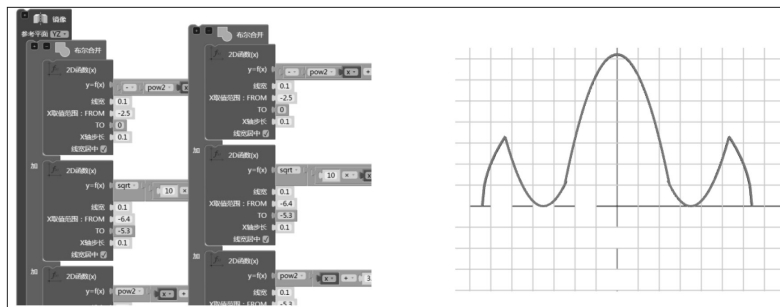 镜像
参考平面 YZ
布尔合并
2D函数(x)
y=f(x) - pow2 x
线宽 0.1
X取值范围：FROM -2.5
TO 0
X轴步长 0.1
线宽居中
加
2D函数(x)
y=f(x) sqrt 10 ×
线宽 0.1
X取值范围：FROM -6.4
TO -5.3
X轴步长 0.1
线宽居中
加
2D函数(x)
y=f(x) pow2 x
布尔合并
2D函数(x)
y=f(x) - pow2 x +
线宽 0.1
X取值范围：FROM -2.5
TO 0
X轴步长 0.1
线宽居中
加
2D函数(x)
y=f(x) sqrt 10 ×
线宽 0.1
X取值范围：FROM -6.4
TO -5.3
X轴步长 0.1
线宽居中
加
2D函数(x)
y=f(x) pow2 x +
线宽 0.1
X取值范围：FROM -5.3